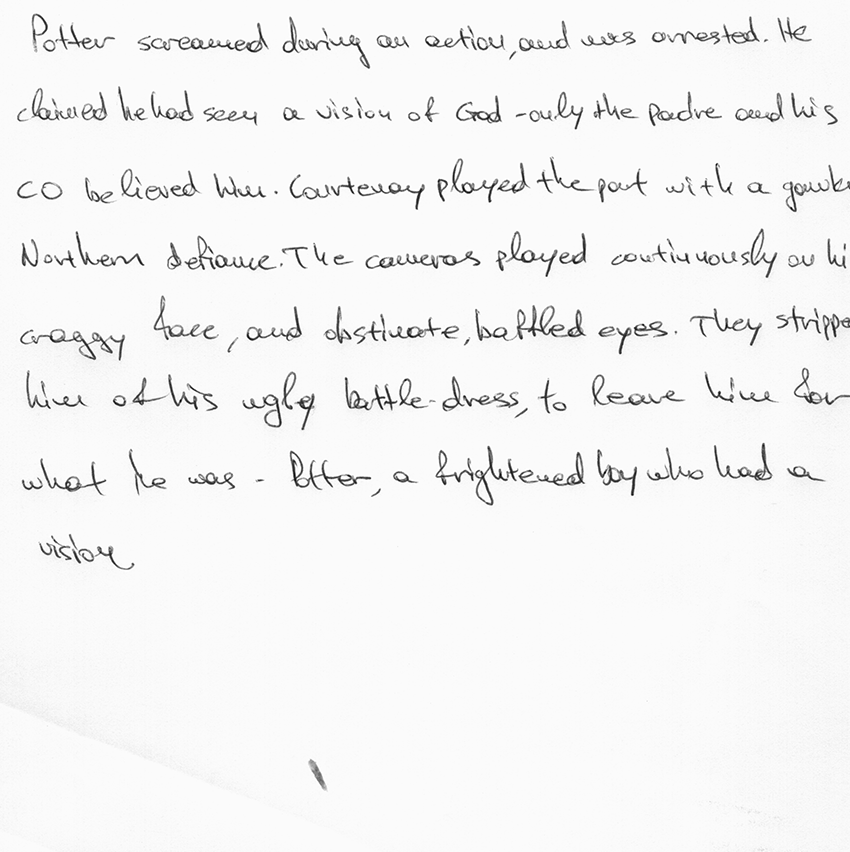 Potter screamed during an action, and was arrested. He
claimed he had seen a vision of God - only the padre and his
CO believed him. Courtenay played the part with a gawk
Northern defiance. The cameras played continuously on hi
craggy face, and obstinate, baffled eyes. They strippe
him of his ugly battle-dress, to leave him for
what he was - Potter, a frightened boy who had a
vision.